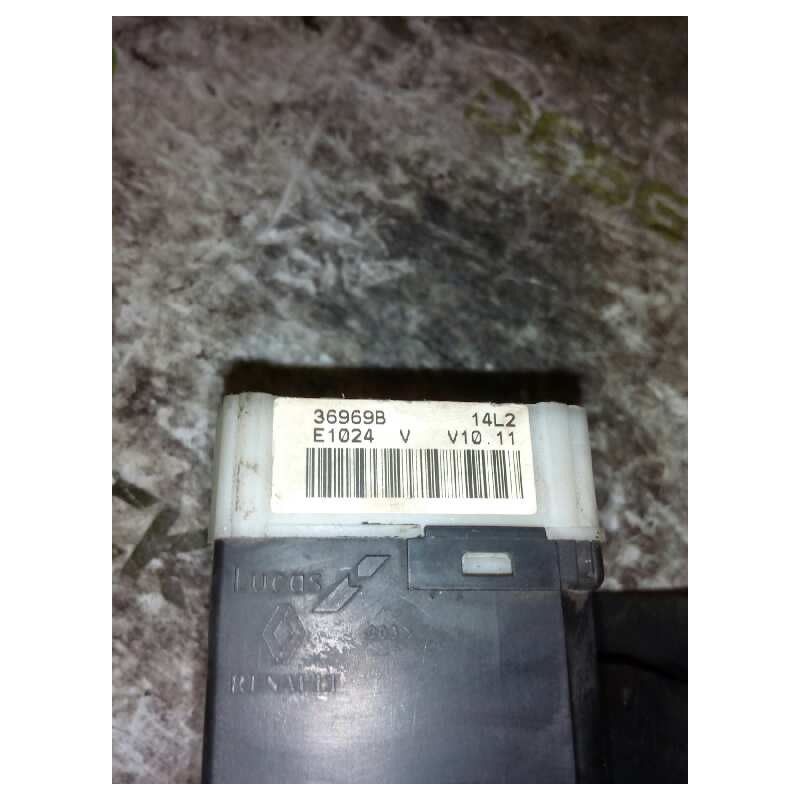 36969B 14L2
E1024 V V10.11
Lucas
RENAULT